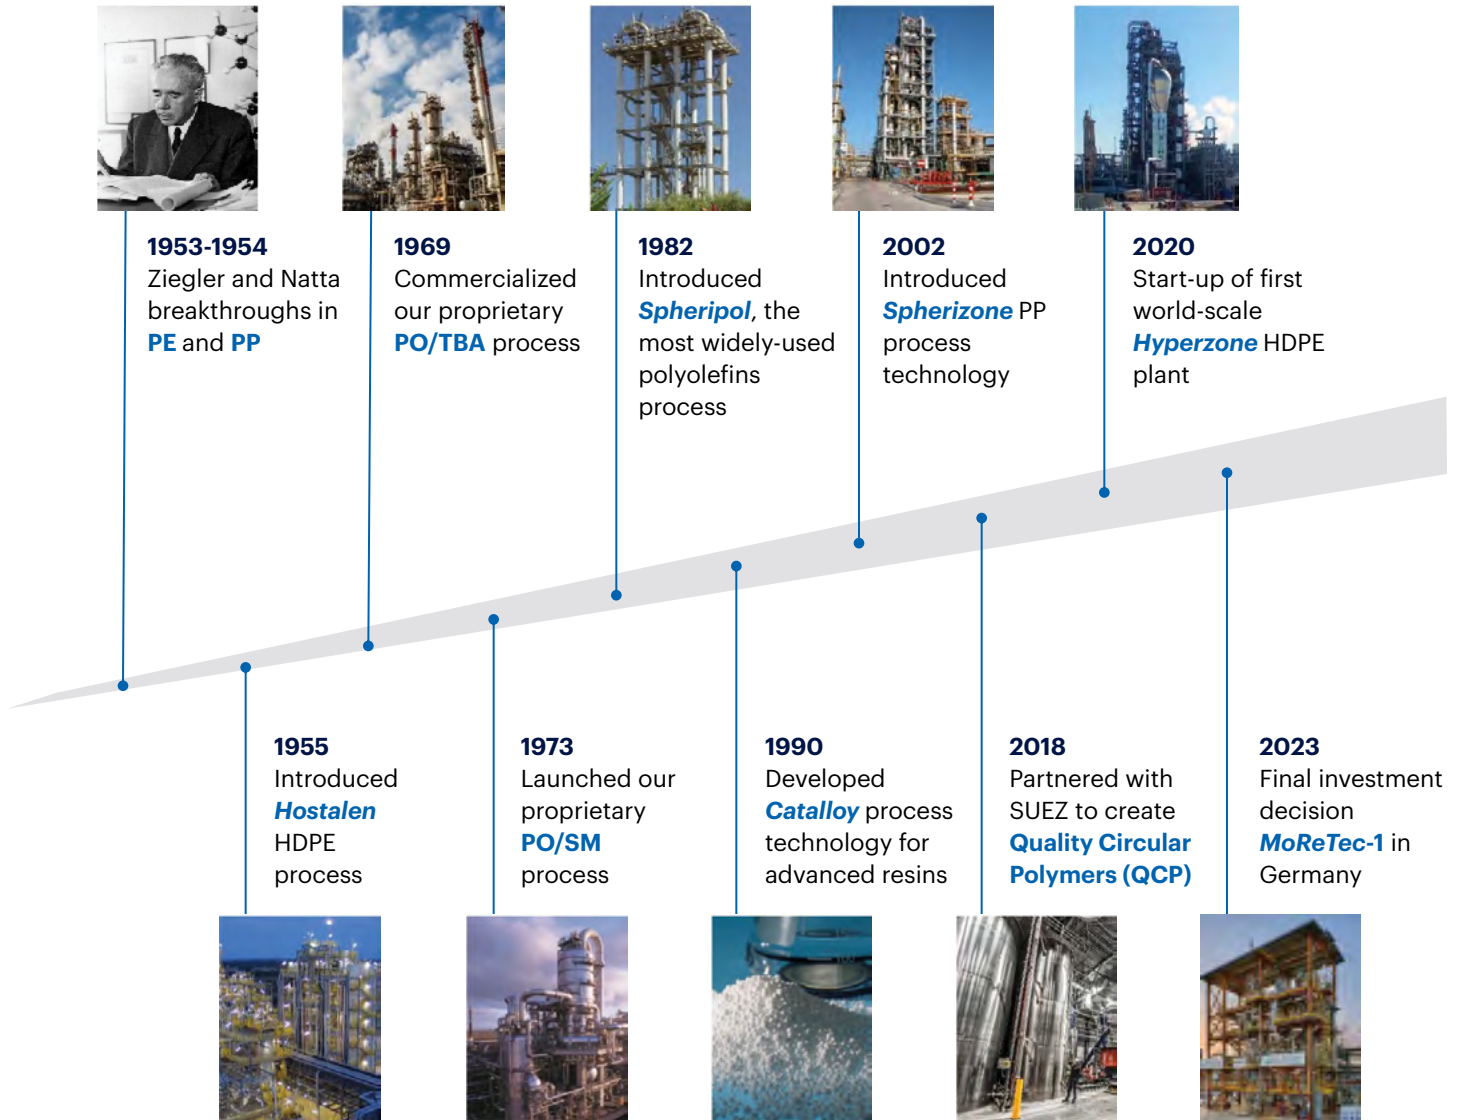 1953-1954
Ziegler and Natta
breakthroughs in
PE and PP
1969
Commercialized
our proprietary
PO/TBA process
1982
Introduced
Spheripol, the
most widely-used
polyolefins
process
2002
Introduced
Spherizone PP
process
technology
2020
Start-up of first
world-scale
Hyperzone HDPE
plant
1955
Introduced
Hostalen
HDPE
process
1973
Launched our
proprietary
PO/SM
process
1990
Developed
Catalloy process
technology for
advanced resins
2018
Partnered with
SUEZ to create
Quality Circular
Polymers (QCP)
2023
Final investment
decision
MoReTec-1 in
Germany